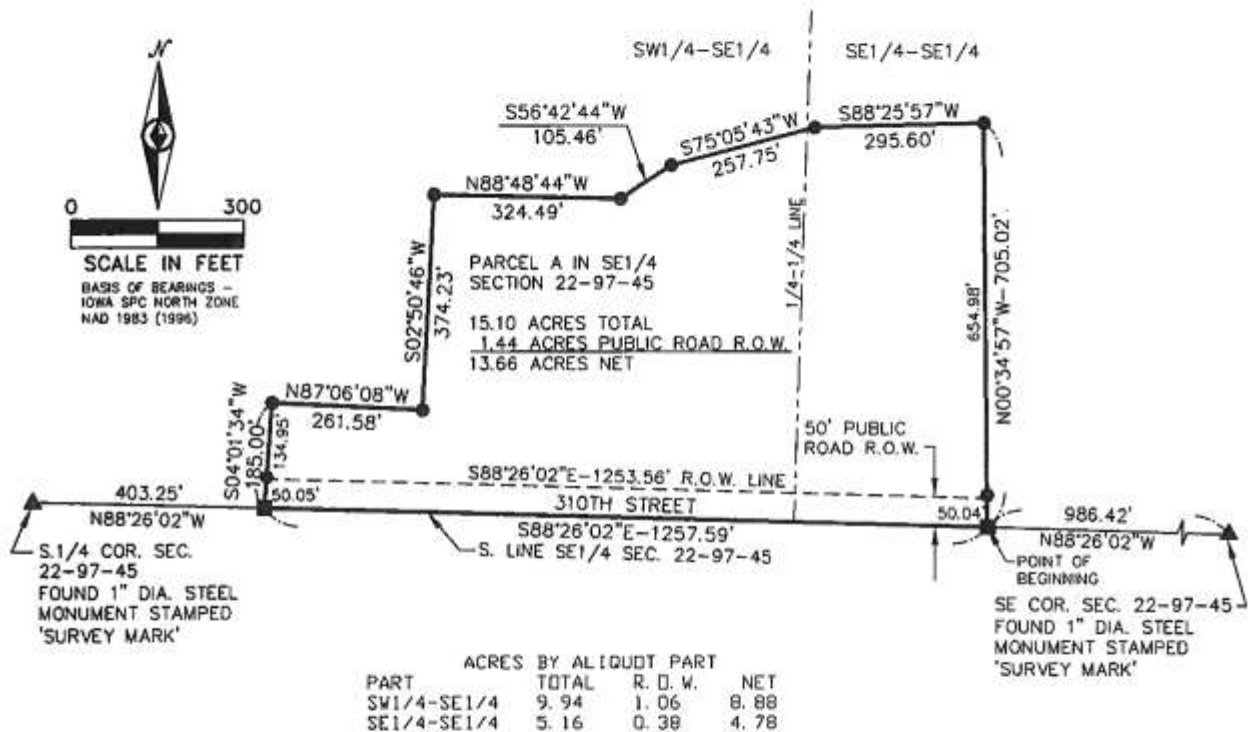 SW1/4-SE1/4
SE1/4-SE1/4
N
0 300
SCALE IN FEET
BASIS OF BEARINGS -
IOWA SPC NORTH ZONE
NAD 1983 (1996)
S56°42'44"W
105.46'
S75°05'43"W
257.75'
S88°25'57"W
295.60'
N88°48'44"W
324.49'
S02°50'46"W
374.23'
PARCEL A IN SE1/4
SECTION 22-97-45
15.10 ACRES TOTAL
1.44 ACRES PUBLIC ROAD R.O.W.
13.66 ACRES NET
1/4-1/4 LINE
654.98'
N00°34'57"W-705.02'
N87°06'08"W
261.58'
S04°01'34"W
185.00'
134.95'
50' PUBLIC
ROAD R.O.W.
S88°26'02"E-1253.56' R.O.W. LINE
403.25'
N88°26'02"W
50.05'
310TH STREET
50.04'
986.42'
N88°26'02"W
S88°26'02"E-1257.59'
S. LINE SE1/4 SEC. 22-97-45
POINT OF
BEGINNING
S.1/4 COR. SEC.
22-97-45
FOUND 1" DIA. STEEL
MONUMENT STAMPED
'SURVEY MARK'
SE COR. SEC. 22-97-45
FOUND 1" DIA. STEEL
MONUMENT STAMPED
'SURVEY MARK'
ACRES BY ALIQUOT PART
PART TOTAL R.O.W. NET
SW1/4-SE1/4 9.94 1.06 8.88
SE1/4-SE1/4 5.16 0.38 4.78